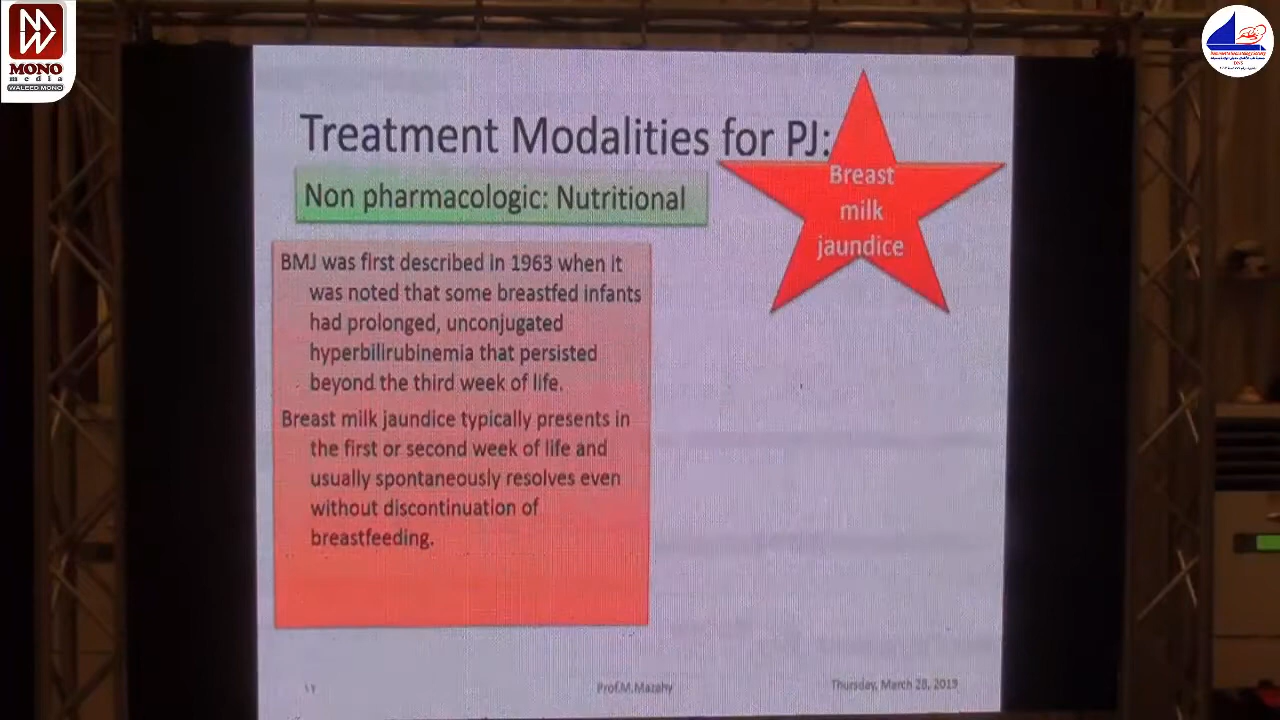 MONO
media
WALEED MONO
DNS
Treatment Modalities for PJ:
Breast
milk
jaundice
Non pharmacologic: Nutritional
BMJ was first described in 1963 when it
was noted that some breastfed infants
had prolonged, unconjugated
hyperbilirubinemia that persisted
beyond the third week of life.
Breast milk jaundice typically presents in
the first or second week of life and
usually spontaneously resolves even
without discontinuation of
breastfeeding.
١٧
Prof.M.Mazahy
Thursday, March 28, 2019